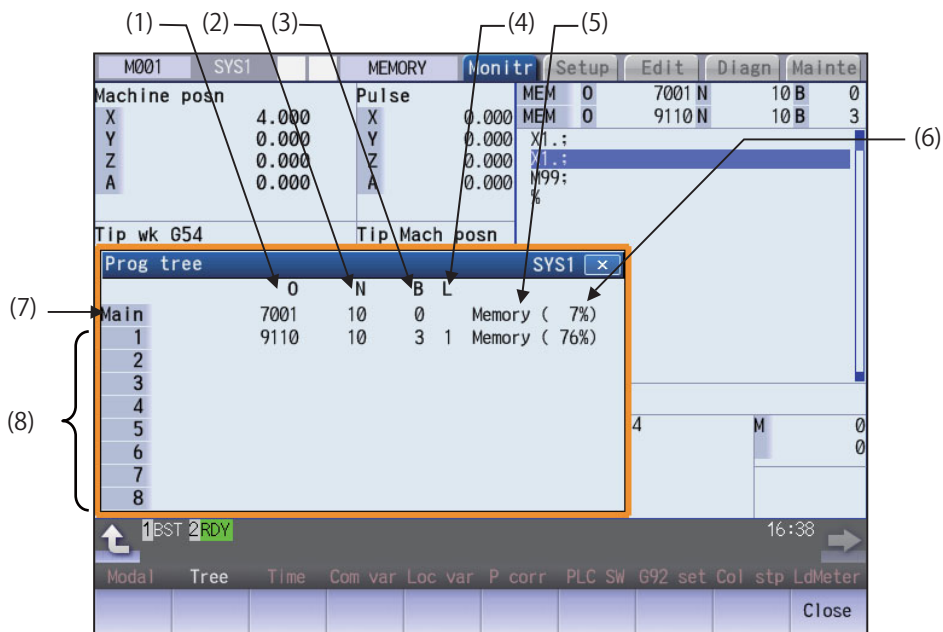 (1) (2) (3) (4) (5)
M001 SYS1 MEMORY Monitr Setup Edit Diagn Mainte
Machine posn Pulse MEM O 7001 N 10 B 0
X 4.000 X 0.000 MEM O 9110 N 10 B 3
Y 0.000 Y 0.000 X1.;
Z 0.000 Z 0.000 X1.;
A 0.000 A 0.000 M99;
%
(6)
Tip wk G54 Tip Mach posn
Prog tree SYS1 ×
O N B L
(7) Main 7001 10 0 Memory ( 7%)
1 9110 10 3 1 Memory ( 76%)
2
3
4
(8) 5 4 M 0
6 0
7
8
1BST 2RDY 16:38
Modal Tree Time Com var Loc var P corr PLC SW G92 set Col stp LdMeter
Close